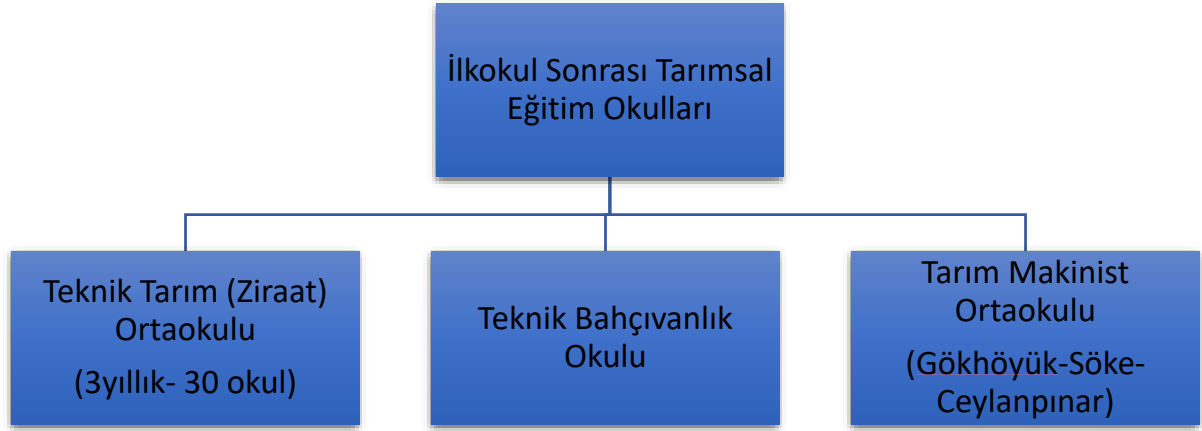 İlkokul Sonrası Tarımsal
Eğitim Okulları
Teknik Tarım (Ziraat)
Ortaokulu
(3yıllık- 30 okul)
Teknik Bahçıvanlık
Okulu
Tarım Makinist
Ortaokulu
(Gökhöyük-Söke-
Ceylanpınar)